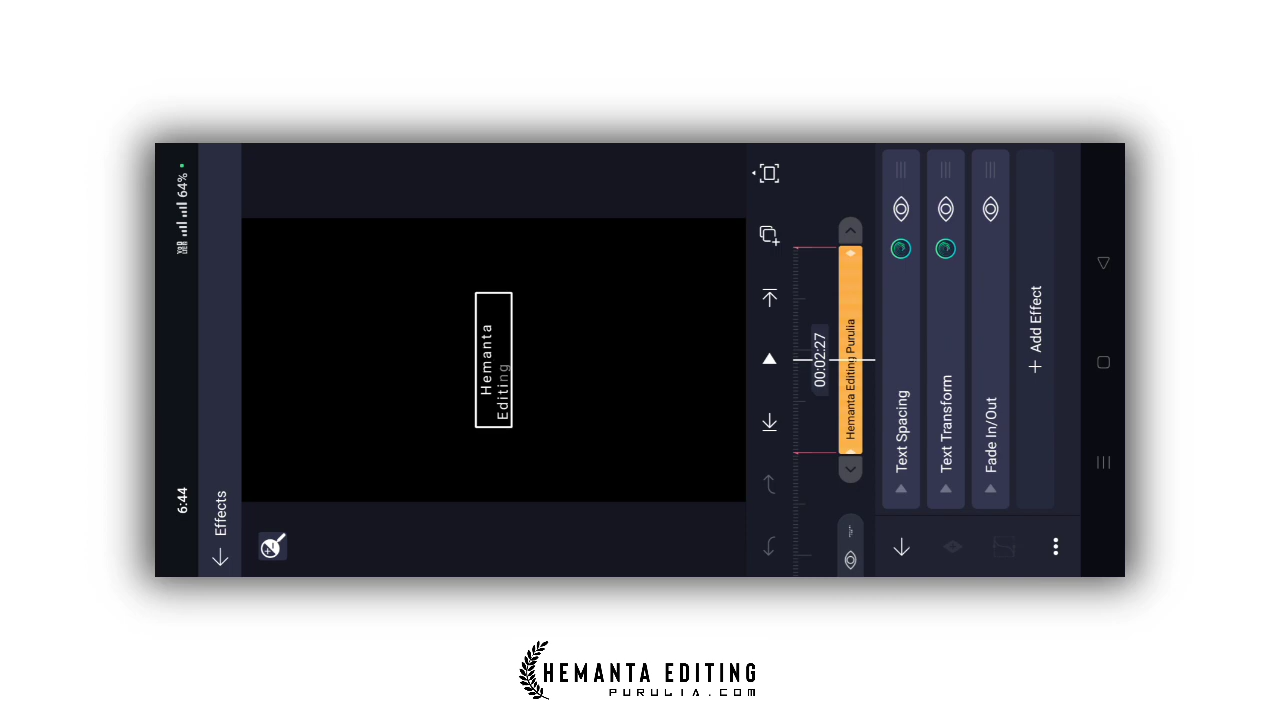 6:44
64%
Effects
Hemanta
Editing
00:02:27
Hemanta Editing Purulia
Text Spacing
Text Transform
Fade In/Out
+ Add Effect
HEMANTA EDITING
PURULIA.COM